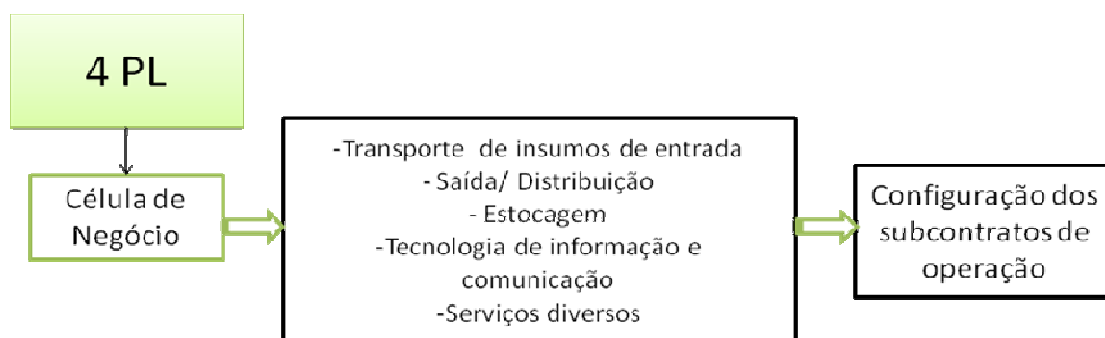 4 PL
Célula de
Negócio
-Transporte de insumos de entrada
- Saída/ Distribuição
- Estocagem
-Tecnologia de informação e
comunicação
-Serviços diversos
Configuração dos
subcontratos de
operação